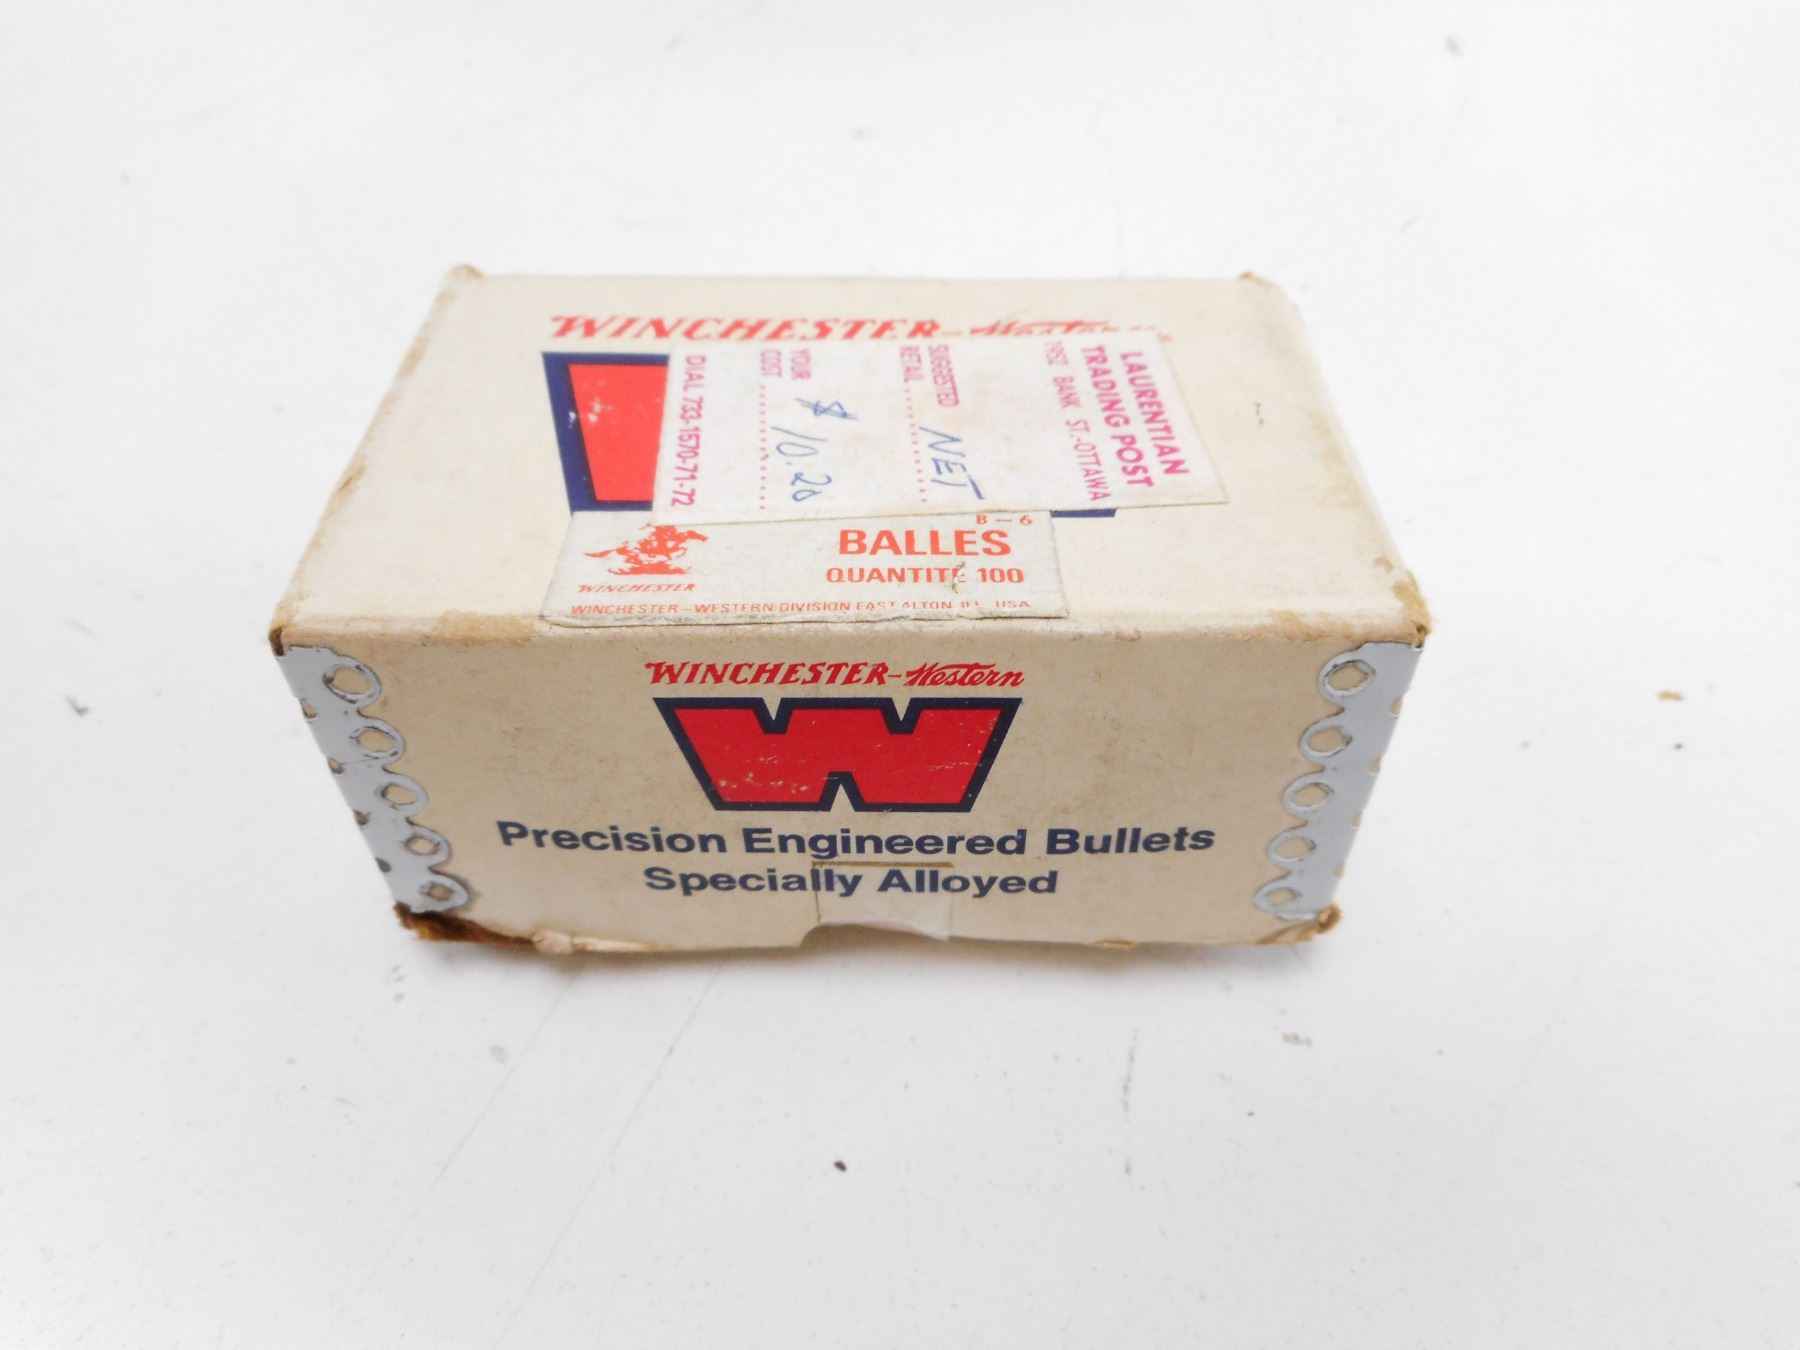 WINCHESTER-Western
LAURENTIAN
TRADING POST
1952 BANK ST.-OTTAWA
SUGGESTED
RETAIL ........ NET
YOUR
COST ........ $ 10.20
DIAL 733-1570-71-72
B-6
BALLES
QUANTITE 100
WINCHESTER
WINCHESTER-WESTERN DIVISION EAST ALTON, ILL. USA
WINCHESTER-Western
W
Precision Engineered Bullets
Specially Alloyed